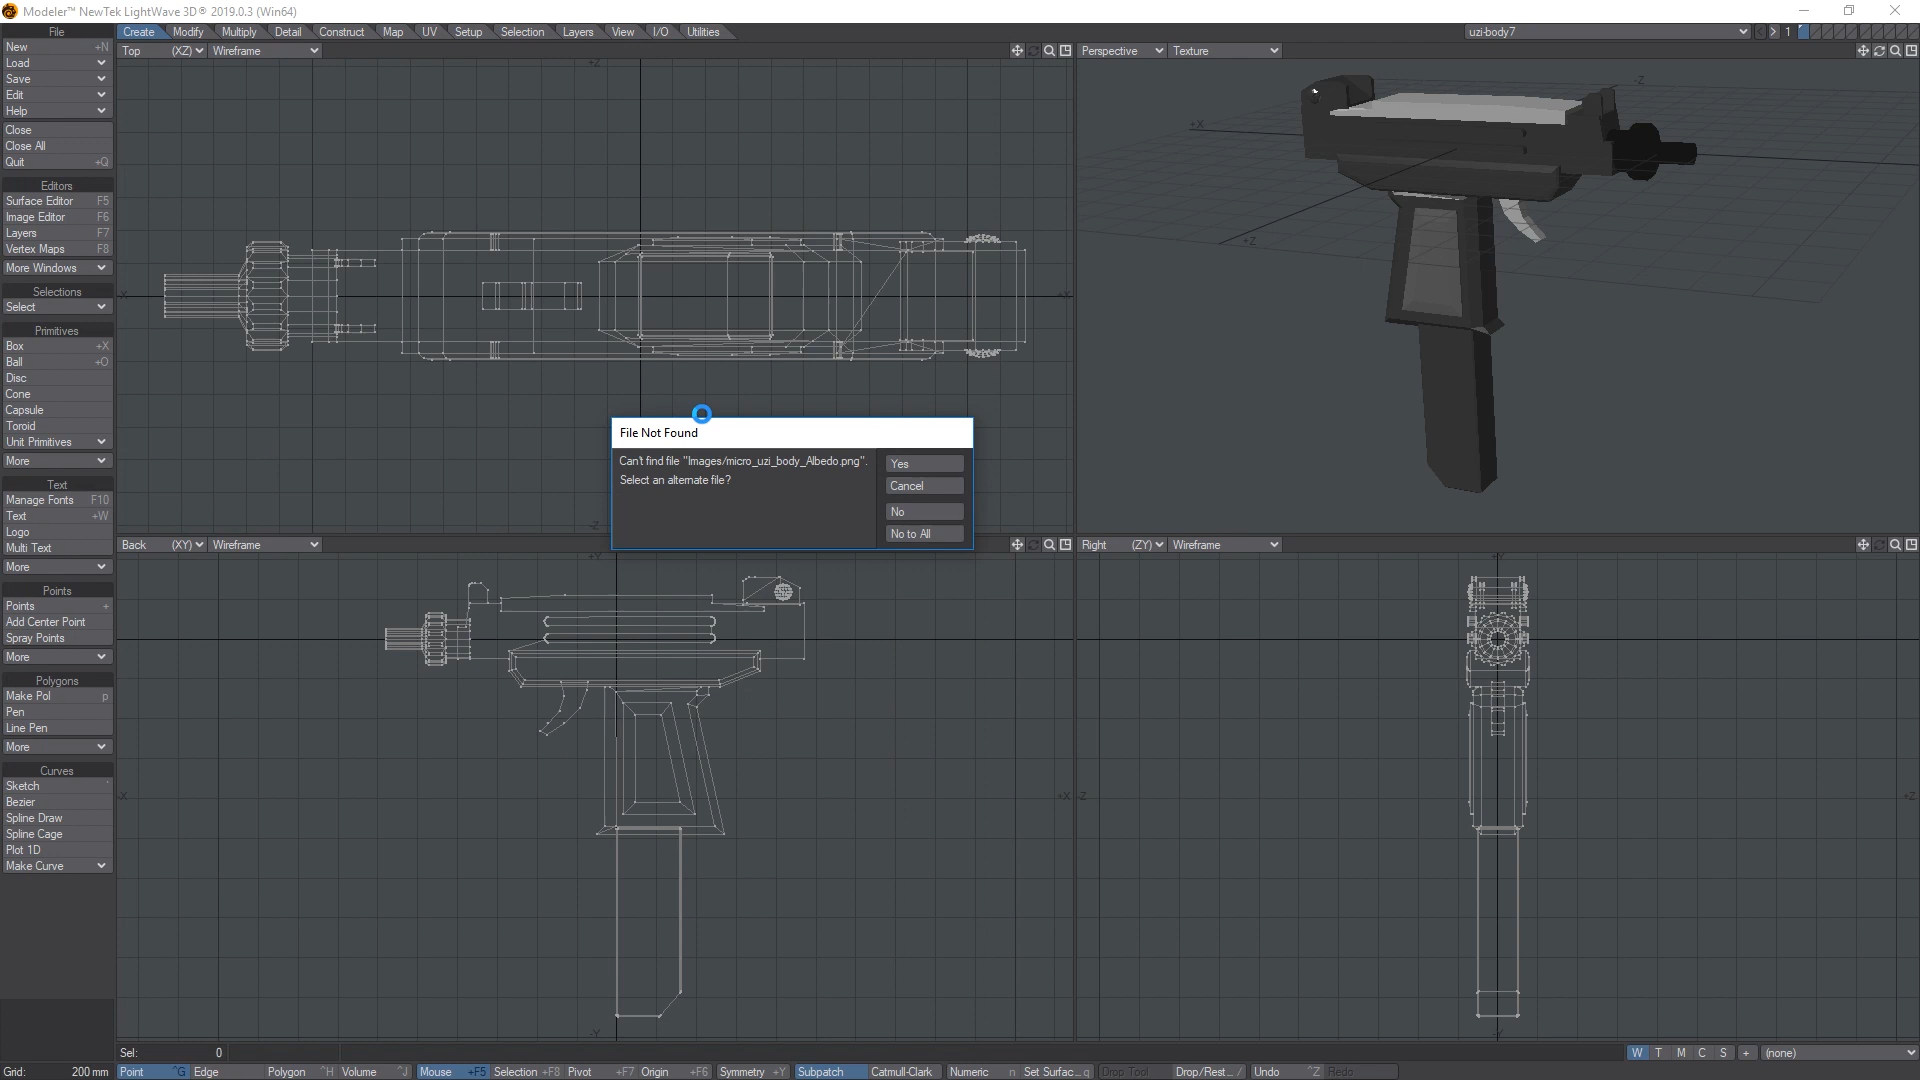 Modeler™ NewTek LightWave 3D® 2019.0.3 (Win64)
File
Create Modify Multiply Detail Construct Map UV Setup Selection Layers View I/O Utilities
uzi-body7 1
New +N
Load
Save
Edit
Help
Close
Close All
Quit +Q
Editors
Surface Editor F5
Image Editor F6
Layers F7
Vertex Maps F8
More Windows
Selections
Select
Primitives
Box +X
Ball +O
Disc
Cone
Capsule
Toroid
Unit Primitives
More
Text
Manage Fonts F10
Text +W
Logo
Multi Text
More
Points
Points +
Add Center Point
Spray Points
More
Polygons
Make Pol p
Pen
Line Pen
More
Curves
Sketch `
Bezier
Spline Draw
Spline Cage
Plot 1D
Make Curve
Top (XZ) Wireframe
+Z
-X
+X
-Z
Perspective Texture
-Z
+X
+Z
File Not Found
Can't find file "Images/micro_uzi_body_Albedo.png".
Select an alternate file?
Yes
Cancel
No
No to All
Back (XY) Wireframe
+Y
-X
+X
-Y
Right (ZY) Wireframe
+Y
-Z
+Z
-Y
Sel: 0
W T M C S + (none)
Grid: 200 mm
Point ^G Edge Polygon ^H Volume ^J Mouse +F5 Selection +F8 Pivot +F7 Origin +F6 Symmetry +Y Subpatch Catmull-Clark Numeric n Set Surfac... q Drop Tool Drop/Rest... / Undo ^Z Redo